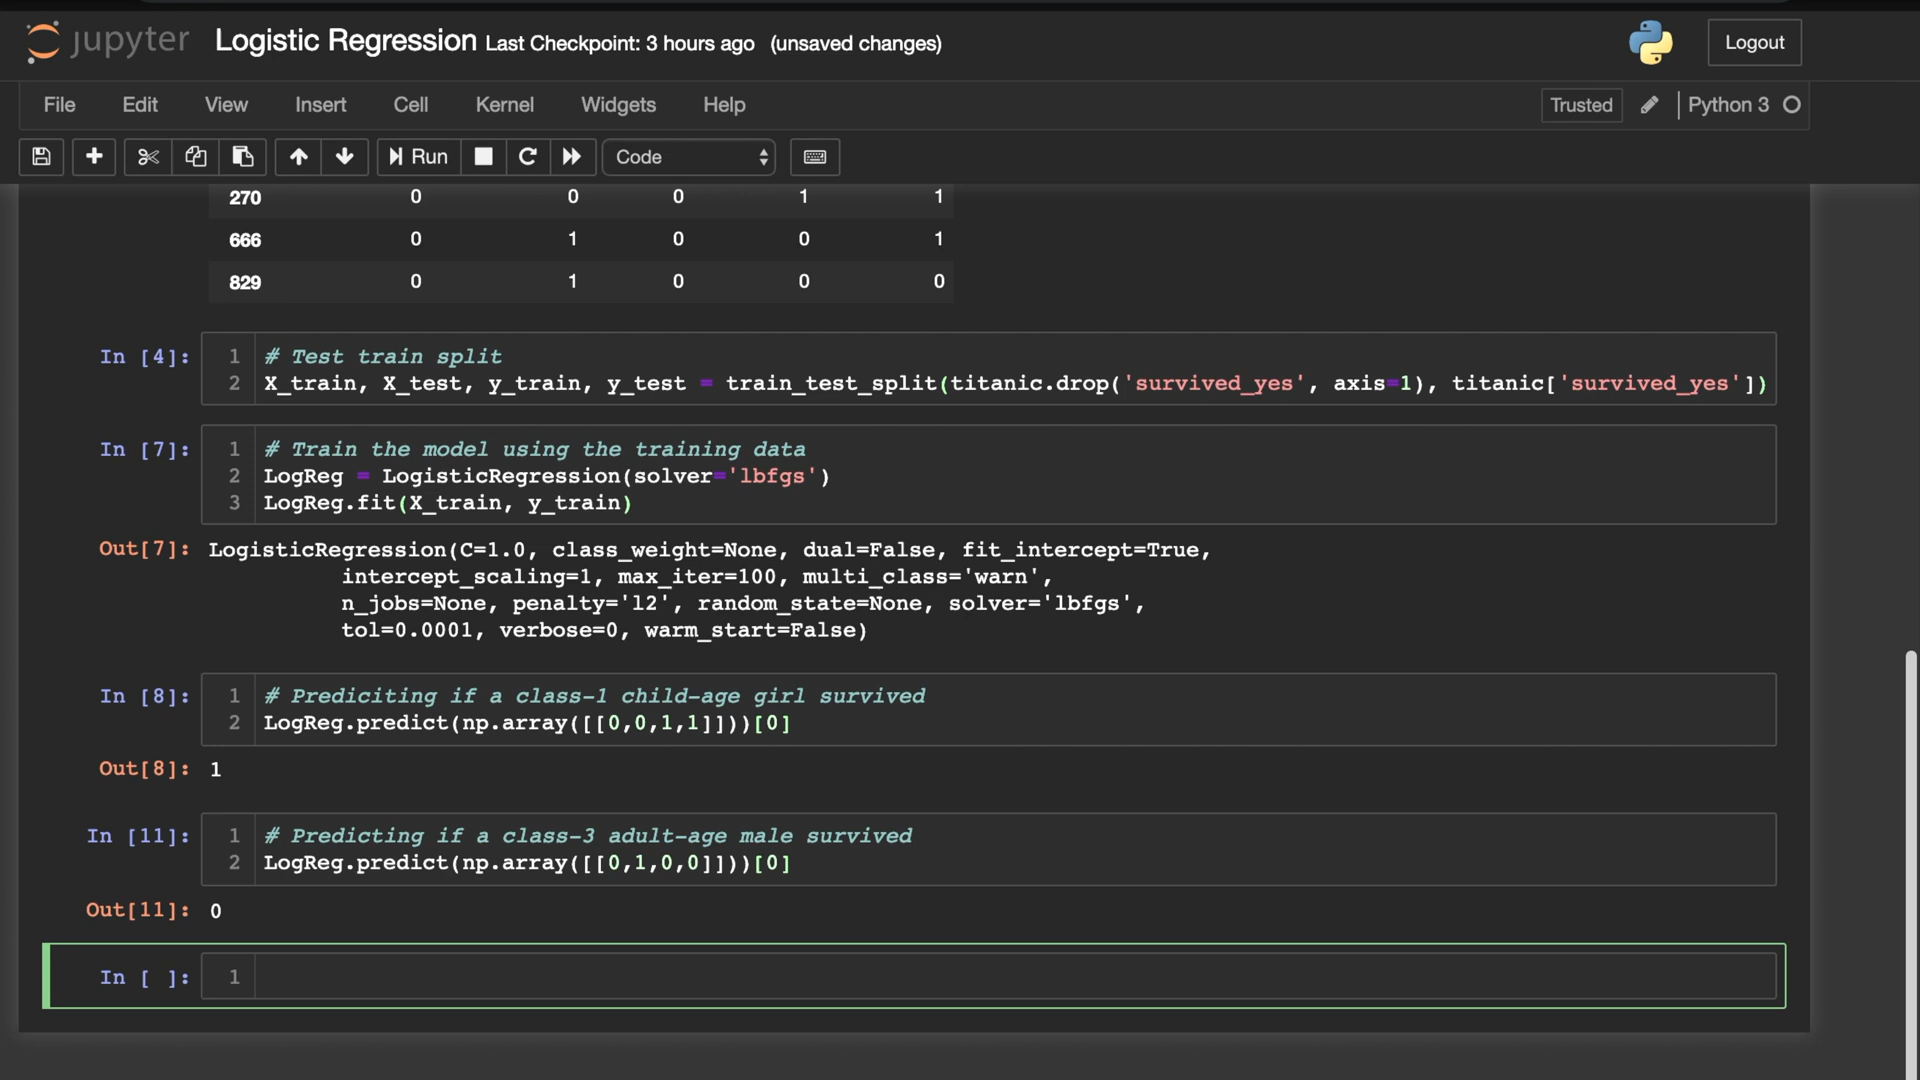 jupyter Logistic Regression Last Checkpoint: 3 hours ago (unsaved changes) Logout
File Edit View Insert Cell Kernel Widgets Help Trusted Python 3
Run Code
270 0 0 0 1 1
666 0 1 0 0 1
829 0 1 0 0 0
In [4]: 1 # Test train split
2 X_train, X_test, y_train, y_test = train_test_split(titanic.drop('survived_yes', axis=1), titanic['survived_yes'])
In [7]: 1 # Train the model using the training data
2 LogReg = LogisticRegression(solver='lbfgs')
3 LogReg.fit(X_train, y_train)
Out[7]: LogisticRegression(C=1.0, class_weight=None, dual=False, fit_intercept=True,
intercept_scaling=1, max_iter=100, multi_class='warn',
n_jobs=None, penalty='l2', random_state=None, solver='lbfgs',
tol=0.0001, verbose=0, warm_start=False)
In [8]: 1 # Prediciting if a class-1 child-age girl survived
2 LogReg.predict(np.array([[0,0,1,1]]))[0]
Out[8]: 1
In [11]: 1 # Predicting if a class-3 adult-age male survived
2 LogReg.predict(np.array([[0,1,0,0]]))[0]
Out[11]: 0
In [ ]: 1